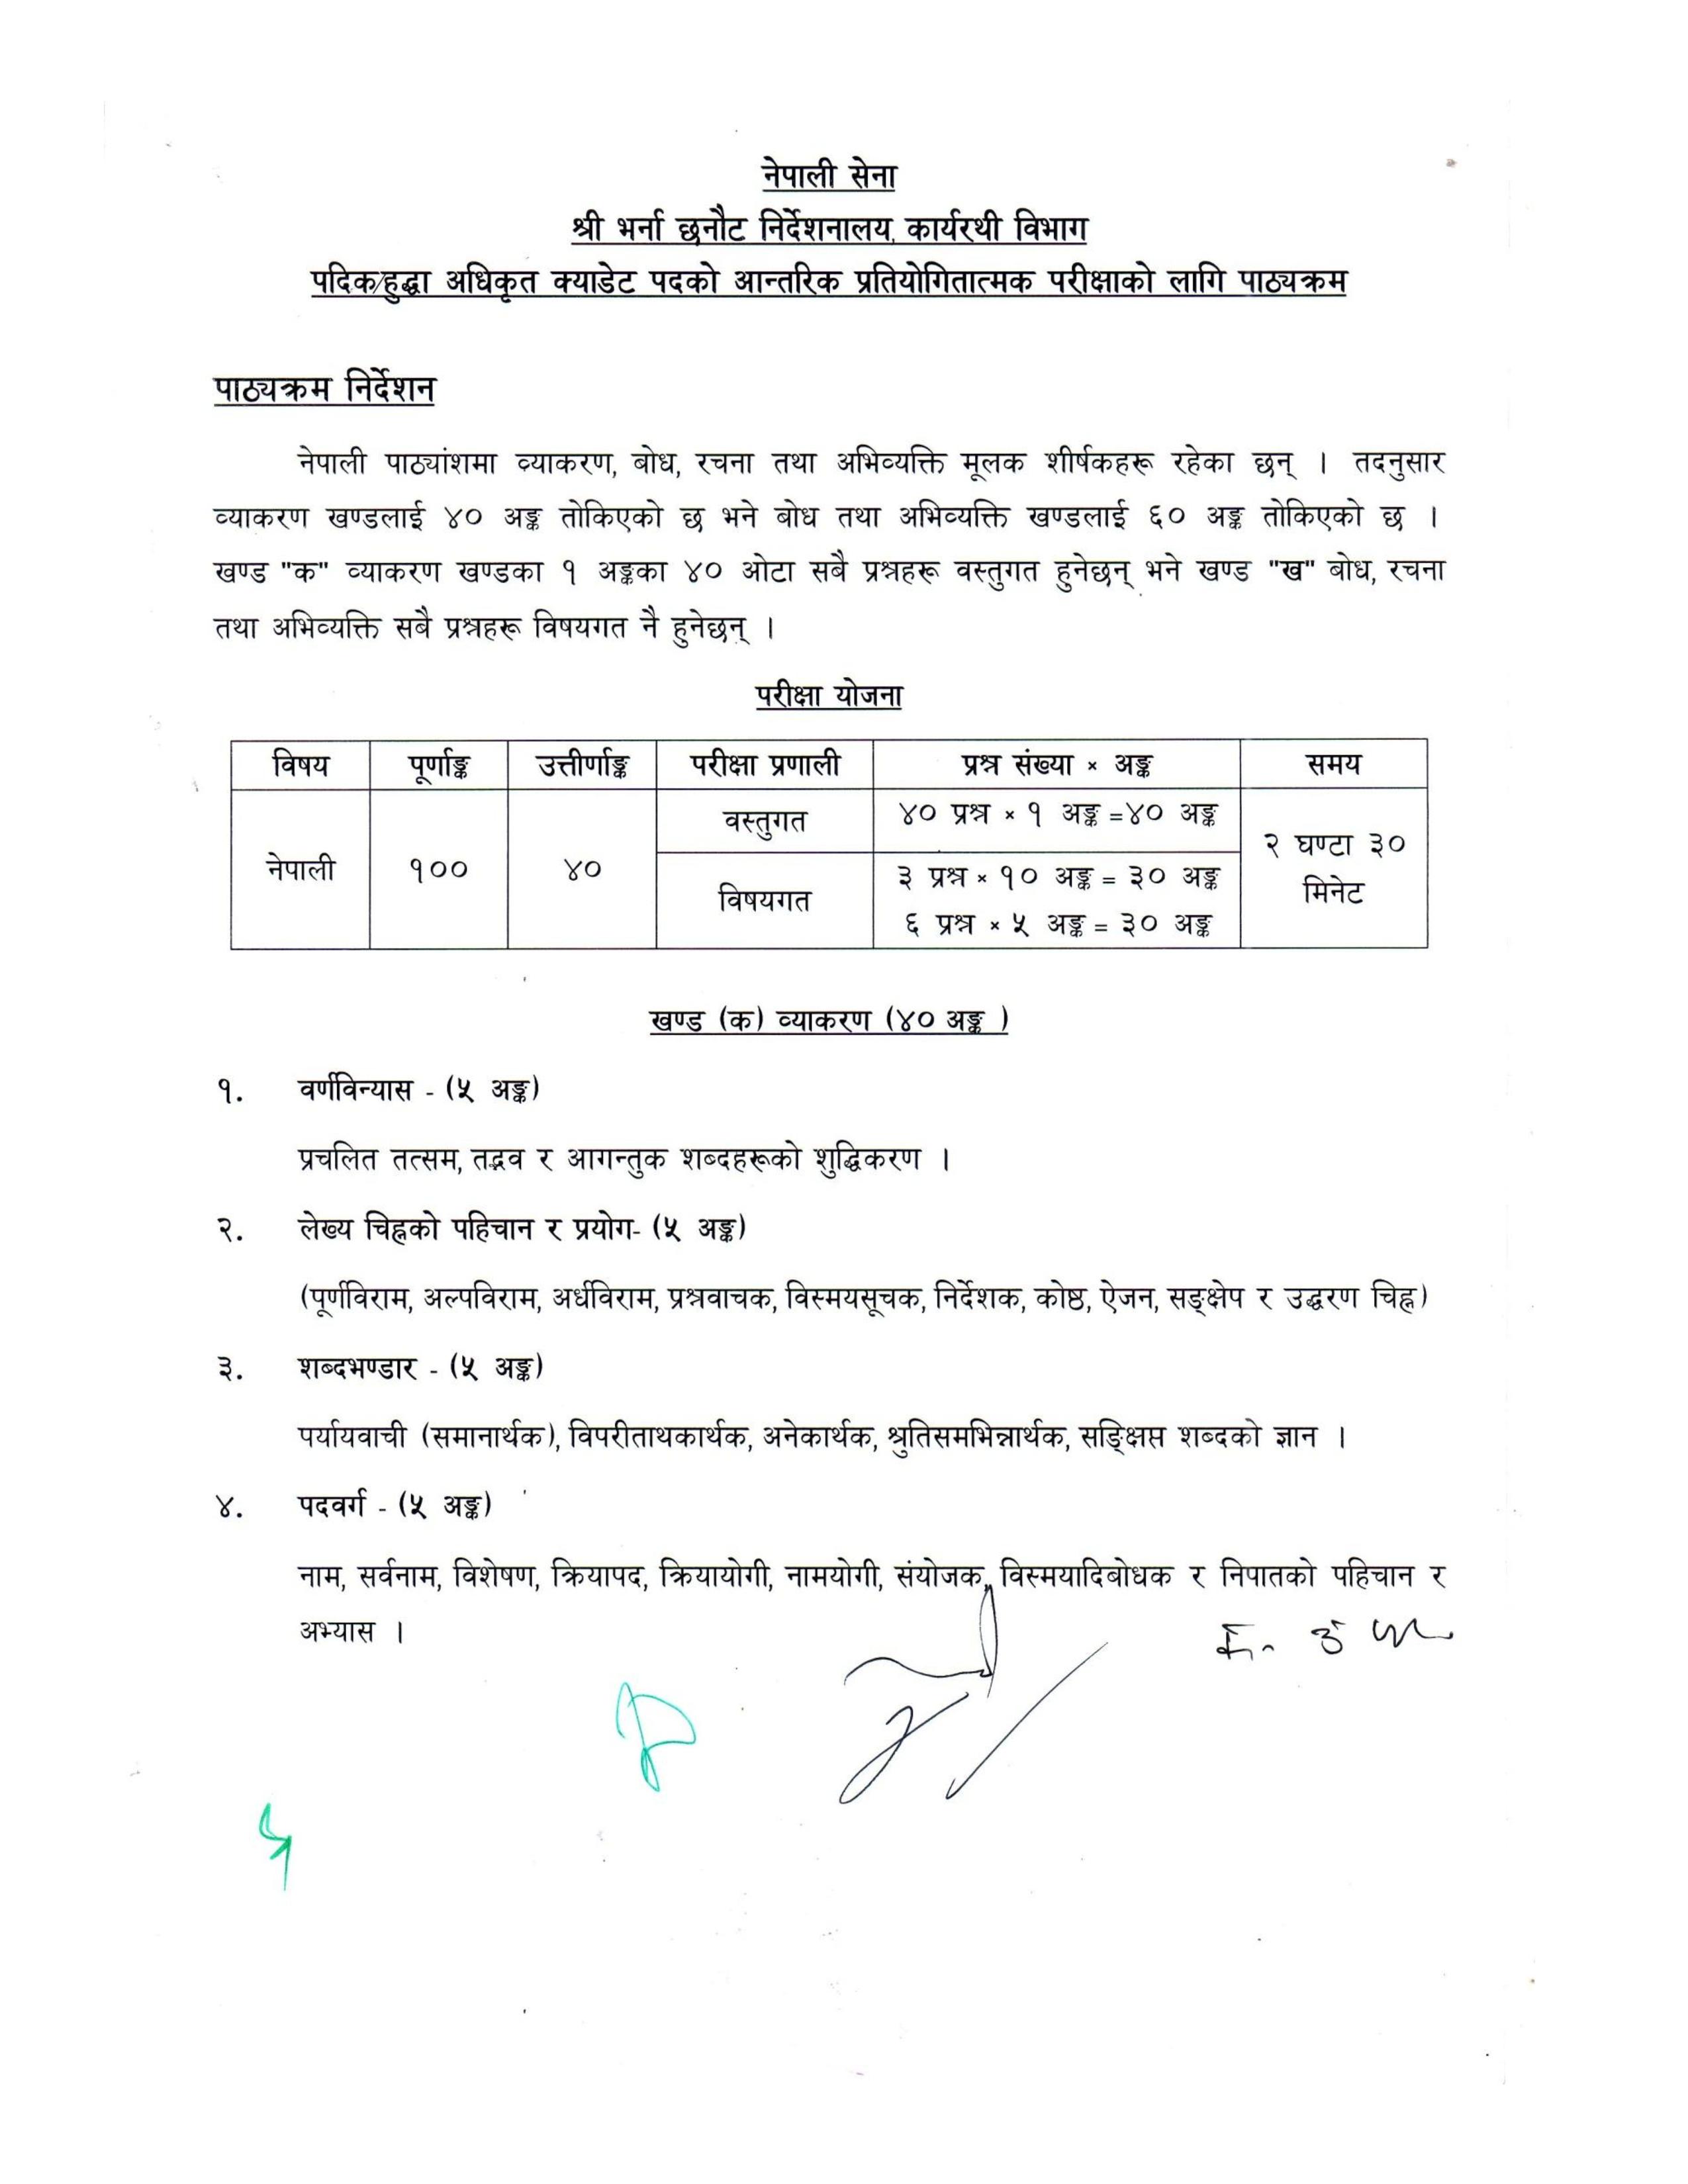 नेपाली सेना
श्री भर्ना छनौट निर्देशनालय, कार्यरथी विभाग
पदिक/हुद्धा अधिकृत क्याडेट पदको आन्तरिक प्रतियोगितात्मक परीक्षाको लागि पाठ्यक्रम
पाठ्यक्रम निर्देशन
नेपाली पाठ्यांशमा व्याकरण, बोध, रचना तथा अभिव्यक्ति मूलक शीर्षकहरू रहेका छन् । तदनुसार
व्याकरण खण्डलाई ४० अङ्क तोकिएको छ भने बोध तथा अभिव्यक्ति खण्डलाई ६० अङ्क तोकिएको छ ।
खण्ड "क" व्याकरण खण्डका १ अङ्कका ४० ओटा सबै प्रश्नहरू वस्तुगत हुनेछन् भने खण्ड "ख" बोध, रचना
तथा अभिव्यक्ति सबै प्रश्नहरू विषयगत नै हुनेछन् ।
परीक्षा योजना
विषय पूर्णाङ्क उत्तीर्णाङ्क परीक्षा प्रणाली प्रश्न संख्या × अङ्क समय
नेपाली १०० ४० वस्तुगत ४० प्रश्न × १ अङ्क =४० अङ्क २ घण्टा ३० मिनेट
विषयगत ३ प्रश्न × १० अङ्क = ३० अङ्क
६ प्रश्न × ५ अङ्क = ३० अङ्क
खण्ड (क) व्याकरण (४० अङ्क )
१. वर्णविन्यास - (५ अङ्क)
प्रचलित तत्सम, तद्भव र आगन्तुक शब्दहरूको शुद्धिकरण ।
२. लेख्य चिह्नको पहिचान र प्रयोग- (५ अङ्क)
(पूर्णविराम, अल्पविराम, अर्धविराम, प्रश्नवाचक, विस्मयसूचक, निर्देशक, कोष्ठ, ऐजन, सङ्क्षेप र उद्धरण चिह्न)
३. शब्दभण्डार - (५ अङ्क)
पर्यायवाची (समानार्थक), विपरीताथकार्थक, अनेकार्थक, श्रुतिसमभिन्नार्थक, सङ्क्षिप्त शब्दको ज्ञान ।
४. पदवर्ग - (५ अङ्क)
नाम, सर्वनाम, विशेषण, क्रियापद, क्रियायोगी, नामयोगी, संयोजक, विस्मयादिबोधक र निपातको पहिचान र
अभ्यास ।